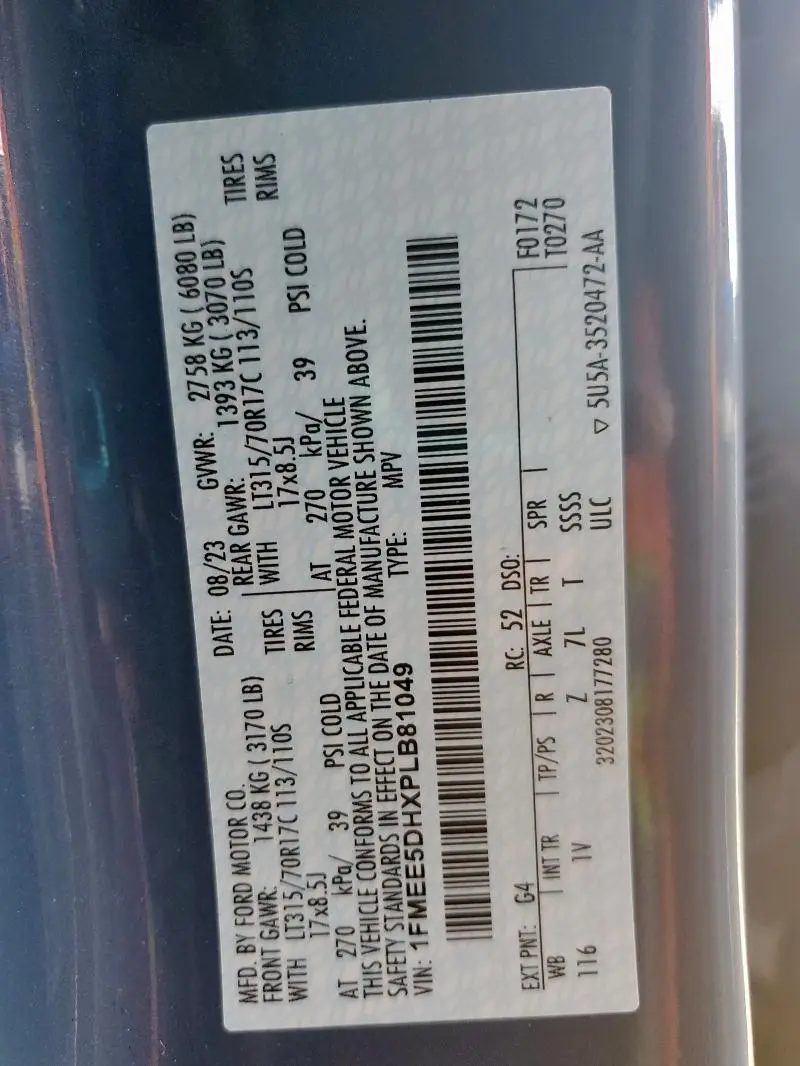 MFD. BY FORD MOTOR CO. DATE: 08/23 GVWR: 2758 KG ( 6080 LB)
FRONT GAWR: 1438 KG ( 3170 LB) REAR GAWR: 1393 KG ( 3070 LB)
WITH LT315/70R17C 113/110S TIRES WITH LT315/70R17C 113/110S TIRES
17x8.5J RIMS 17x8.5J RIMS
AT 270 kPa/ 39 PSI COLD AT 270 kPa/ 39 PSI COLD
THIS VEHICLE CONFORMS TO ALL APPLICABLE FEDERAL MOTOR VEHICLE
SAFETY STANDARDS IN EFFECT ON THE DATE OF MANUFACTURE SHOWN ABOVE.
VIN: 1FMEE5DHXPLB81049 TYPE: MPV
EXT PNT: G4 RC: 52 DSO: F0172
WB INT TR TP/PS R AXLE TR SPR T0270
116 1V Z 7L T SSSS
3202308177280 ULC ▽ 5U5A-3520472-AA